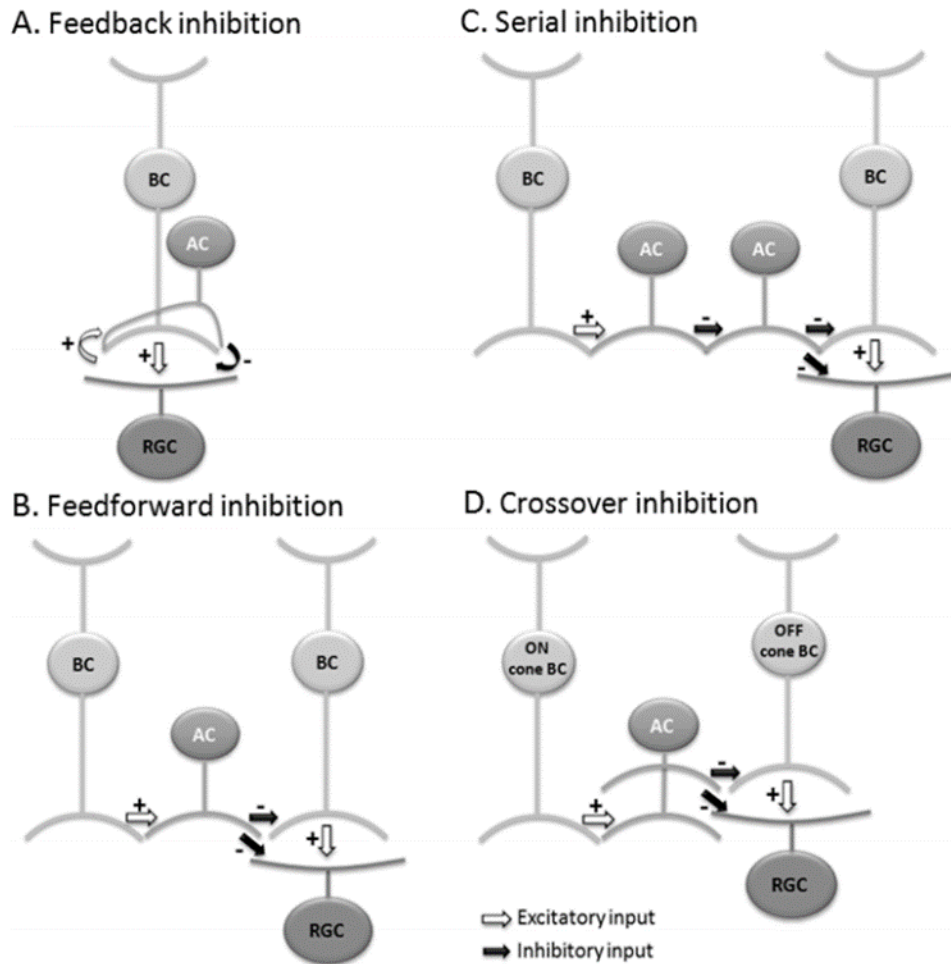 A. Feedback inhibition
BC
AC
+
+
-
RGC
B. Feedforward inhibition
BC
BC
AC
+
-
-
+
RGC
C. Serial inhibition
BC
BC
AC
AC
+
-
-
-
+
RGC
D. Crossover inhibition
ON
cone BC
OFF
cone BC
AC
+
-
-
+
RGC
Excitatory input
Inhibitory input